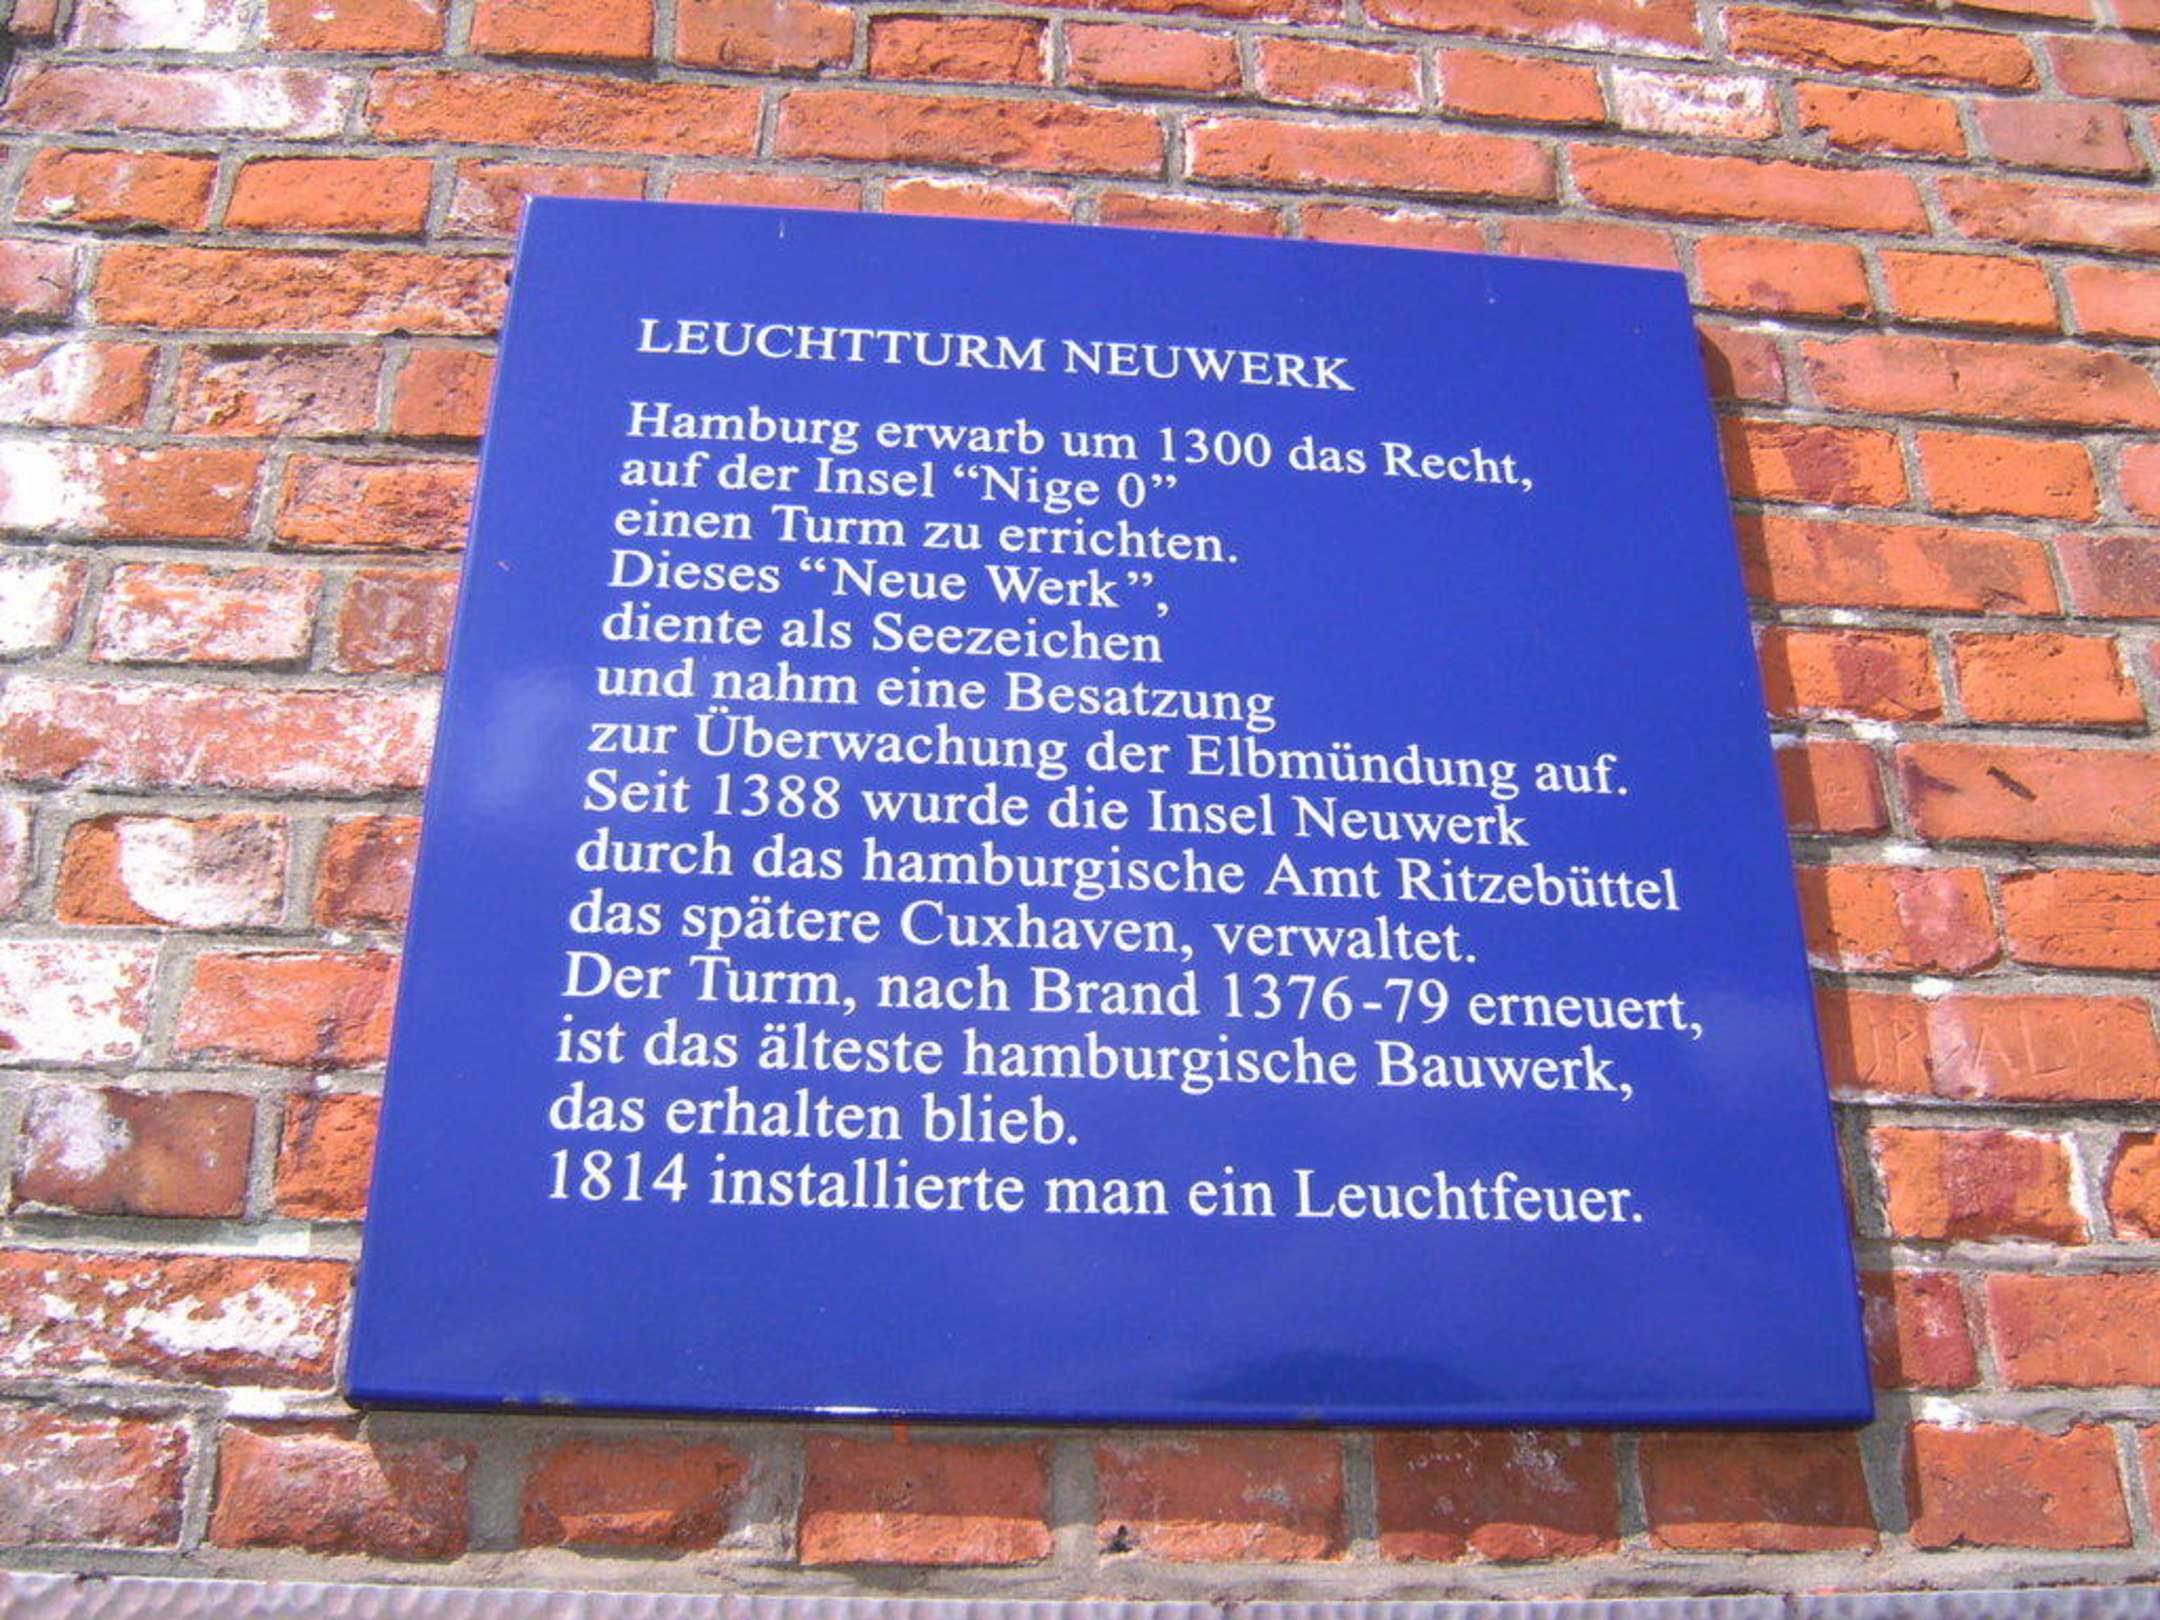 LEUCHTTURM NEUWERK
Hamburg erwarb um 1300 das Recht,
auf der Insel “Nige 0”
einen Turm zu errichten.
Dieses “Neue Werk”,
diente als Seezeichen
und nahm eine Besatzung
zur Überwachung der Elbmündung auf.
Seit 1388 wurde die Insel Neuwerk
durch das hamburgische Amt Ritzebüttel
das spätere Cuxhaven, verwaltet.
Der Turm, nach Brand 1376-79 erneuert,
ist das älteste hamburgische Bauwerk,
das erhalten blieb.
1814 installierte man ein Leuchtfeuer.